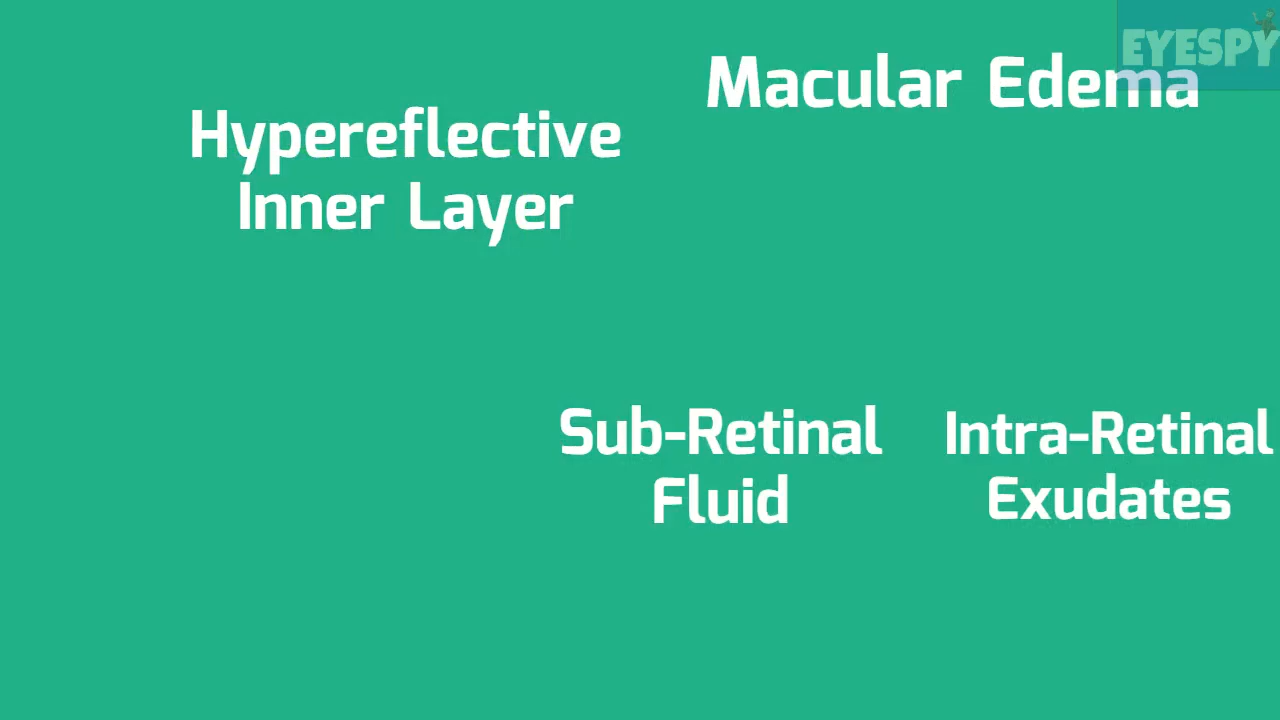 EYESPY
Macular Edema
Hypereflective
Inner Layer
Sub-Retinal
Fluid
Intra-Retinal
Exudates